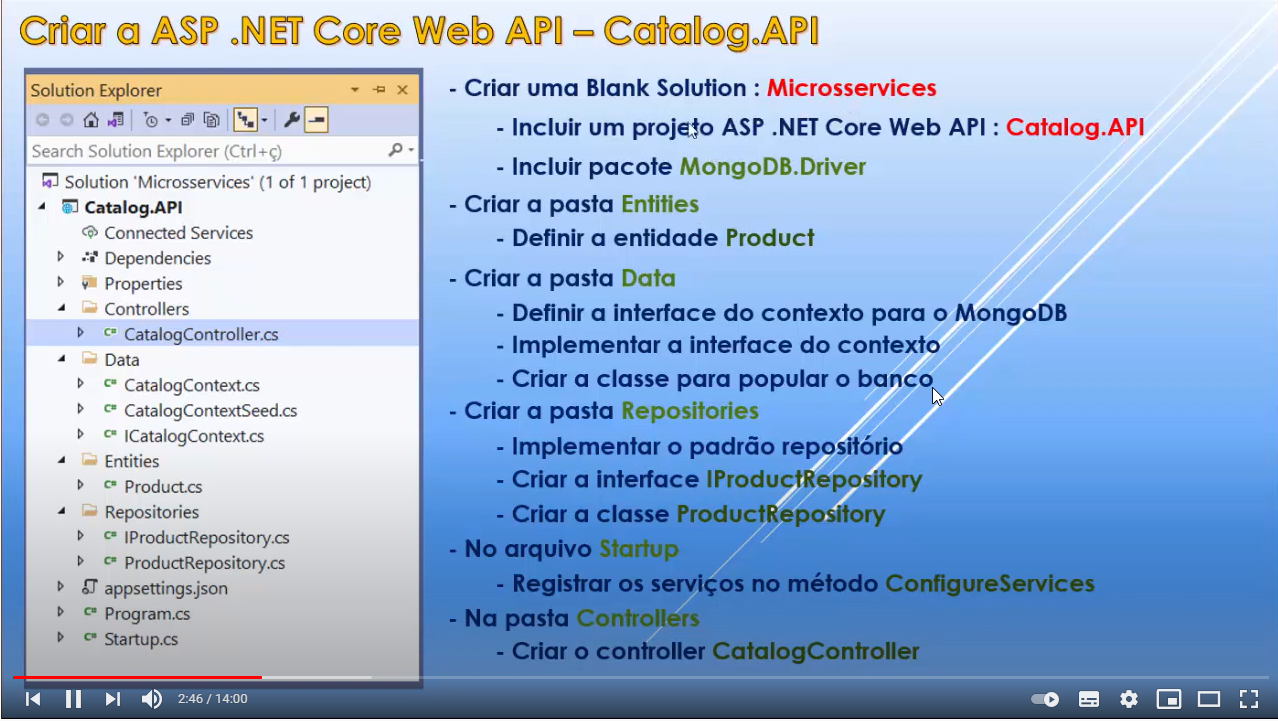 Criar a ASP .NET Core Web API – Catalog.API
Solution Explorer
Search Solution Explorer (Ctrl+ç)
Solution 'Microsservices' (1 of 1 project)
Catalog.API
Connected Services
Dependencies
Properties
Controllers
CatalogController.cs
Data
CatalogContext.cs
CatalogContextSeed.cs
ICatalogContext.cs
Entities
Product.cs
Repositories
IProductRepository.cs
ProductRepository.cs
appsettings.json
Program.cs
Startup.cs
- Criar uma Blank Solution : Microsservices
- Incluir um projeto ASP .NET Core Web API : Catalog.API
- Incluir pacote MongoDB.Driver
- Criar a pasta Entities
- Definir a entidade Product
- Criar a pasta Data
- Definir a interface do contexto para o MongoDB
- Implementar a interface do contexto
- Criar a classe para popular o banco
- Criar a pasta Repositories
- Implementar o padrão repositório
- Criar a interface IProductRepository
- Criar a classe ProductRepository
- No arquivo Startup
- Registrar os serviços no método ConfigureServices
- Na pasta Controllers
- Criar o controller CatalogController
2:46 / 14:00